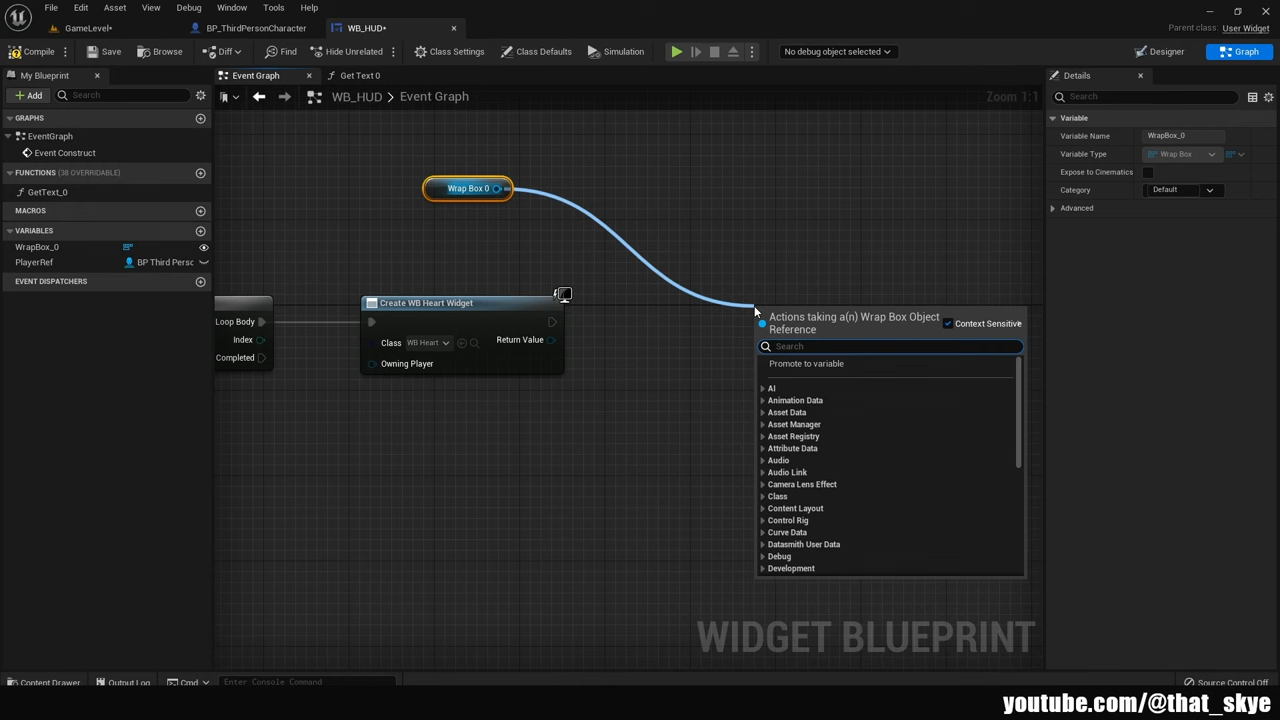 File Edit Asset View Debug Window Tools Help
GameLevel•
BP_ThirdPersonCharacter
WB_HUD•
Parent class: User Widget
Compile Save Browse Diff Find Hide Unrelated Class Settings Class Defaults Simulation No debug object selected Designer Graph
My Blueprint
Event Graph
Get Text 0
Details
+ Add
Search
WB_HUD > Event Graph
Zoom 1:1
Search
GRAPHS
EventGraph
Event Construct
FUNCTIONS (38 OVERRIDABLE)
GetText_0
MACROS
VARIABLES
WrapBox_0
PlayerRef
BP Third Perso
EVENT DISPATCHERS
Wrap Box 0
Loop Body
Index
Completed
Create WB Heart Widget
Class WB Heart
Return Value
Owning Player
Actions taking a(n) Wrap Box Object
Reference
Context Sensitive
Search
Promote to variable
AI
Animation Data
Asset Data
Asset Manager
Asset Registry
Attribute Data
Audio
Audio Link
Camera Lens Effect
Class
Content Layout
Control Rig
Curve Data
Datasmith User Data
Debug
Development
Variable
Variable Name WrapBox_0
Variable Type Wrap Box
Expose to Cinematics
Category Default
Advanced
WIDGET BLUEPRINT
Content Drawer Output Log Cmd Enter Console Command Source Control Off
youtube.com/@that_skye